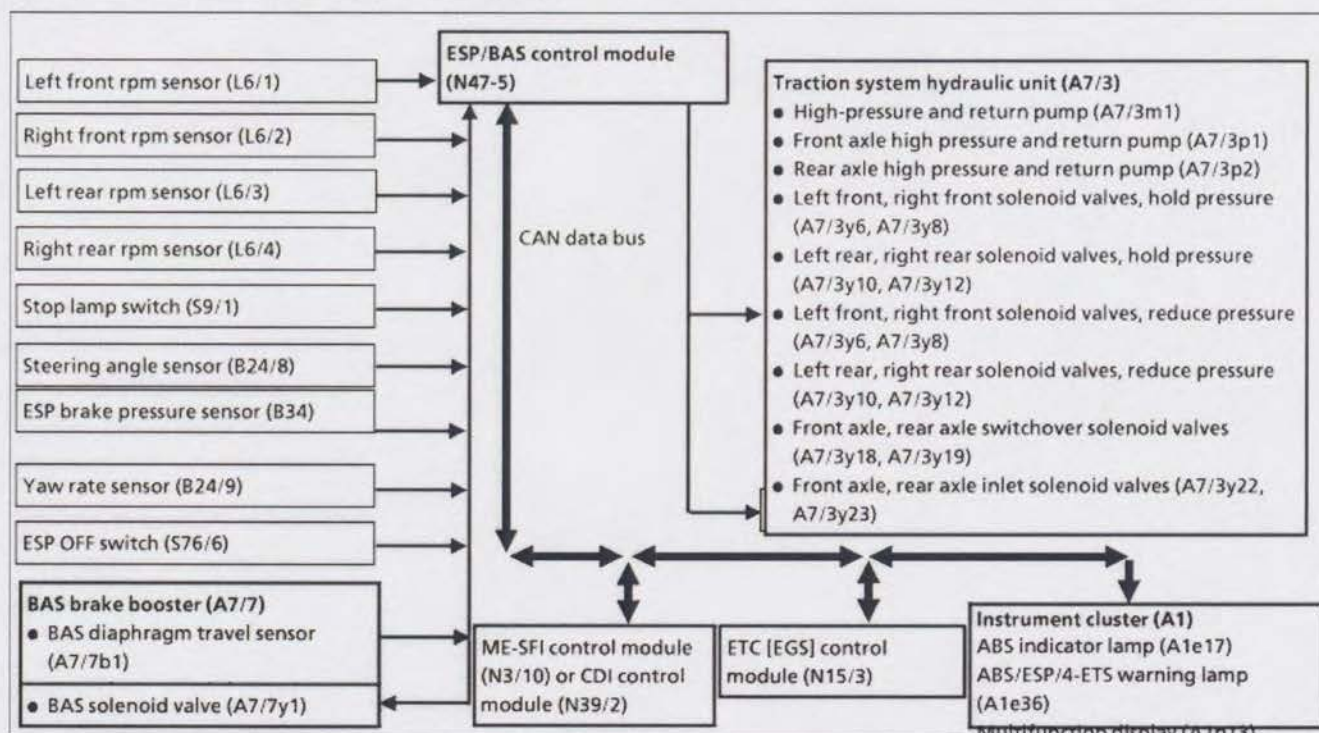 ESP/BAS control module
(N47-5)
Left front rpm sensor (L6/1)
Right front rpm sensor (L6/2)
Left rear rpm sensor (L6/3)
Right rear rpm sensor (L6/4)
Stop lamp switch (S9/1)
Steering angle sensor (B24/8)
ESP brake pressure sensor (B34)
Yaw rate sensor (B24/9)
ESP OFF switch (S76/6)
BAS brake booster (A7/7)
● BAS diaphragm travel sensor
(A7/7b1)
● BAS solenoid valve (A7/7y1)
CAN data bus
Traction system hydraulic unit (A7/3)
● High-pressure and return pump (A7/3m1)
● Front axle high pressure and return pump (A7/3p1)
● Rear axle high pressure and return pump (A7/3p2)
● Left front, right front solenoid valves, hold pressure
(A7/3y6, A7/3y8)
● Left rear, right rear solenoid valves, hold pressure
(A7/3y10, A7/3y12)
● Left front, right front solenoid valves, reduce pressure
(A7/3y6, A7/3y8)
● Left rear, right rear solenoid valves, reduce pressure
(A7/3y10, A7/3y12)
● Front axle, rear axle switchover solenoid valves
(A7/3y18, A7/3y19)
● Front axle, rear axle inlet solenoid valves (A7/3y22,
A7/3y23)
ME-SFI control module
(N3/10) or CDI control
module (N39/2)
ETC [EGS] control
module (N15/3)
Instrument cluster (A1)
ABS indicator lamp (A1e17)
ABS/ESP/4-ETS warning lamp
(A1e36)
Multifunction display (A1p13)